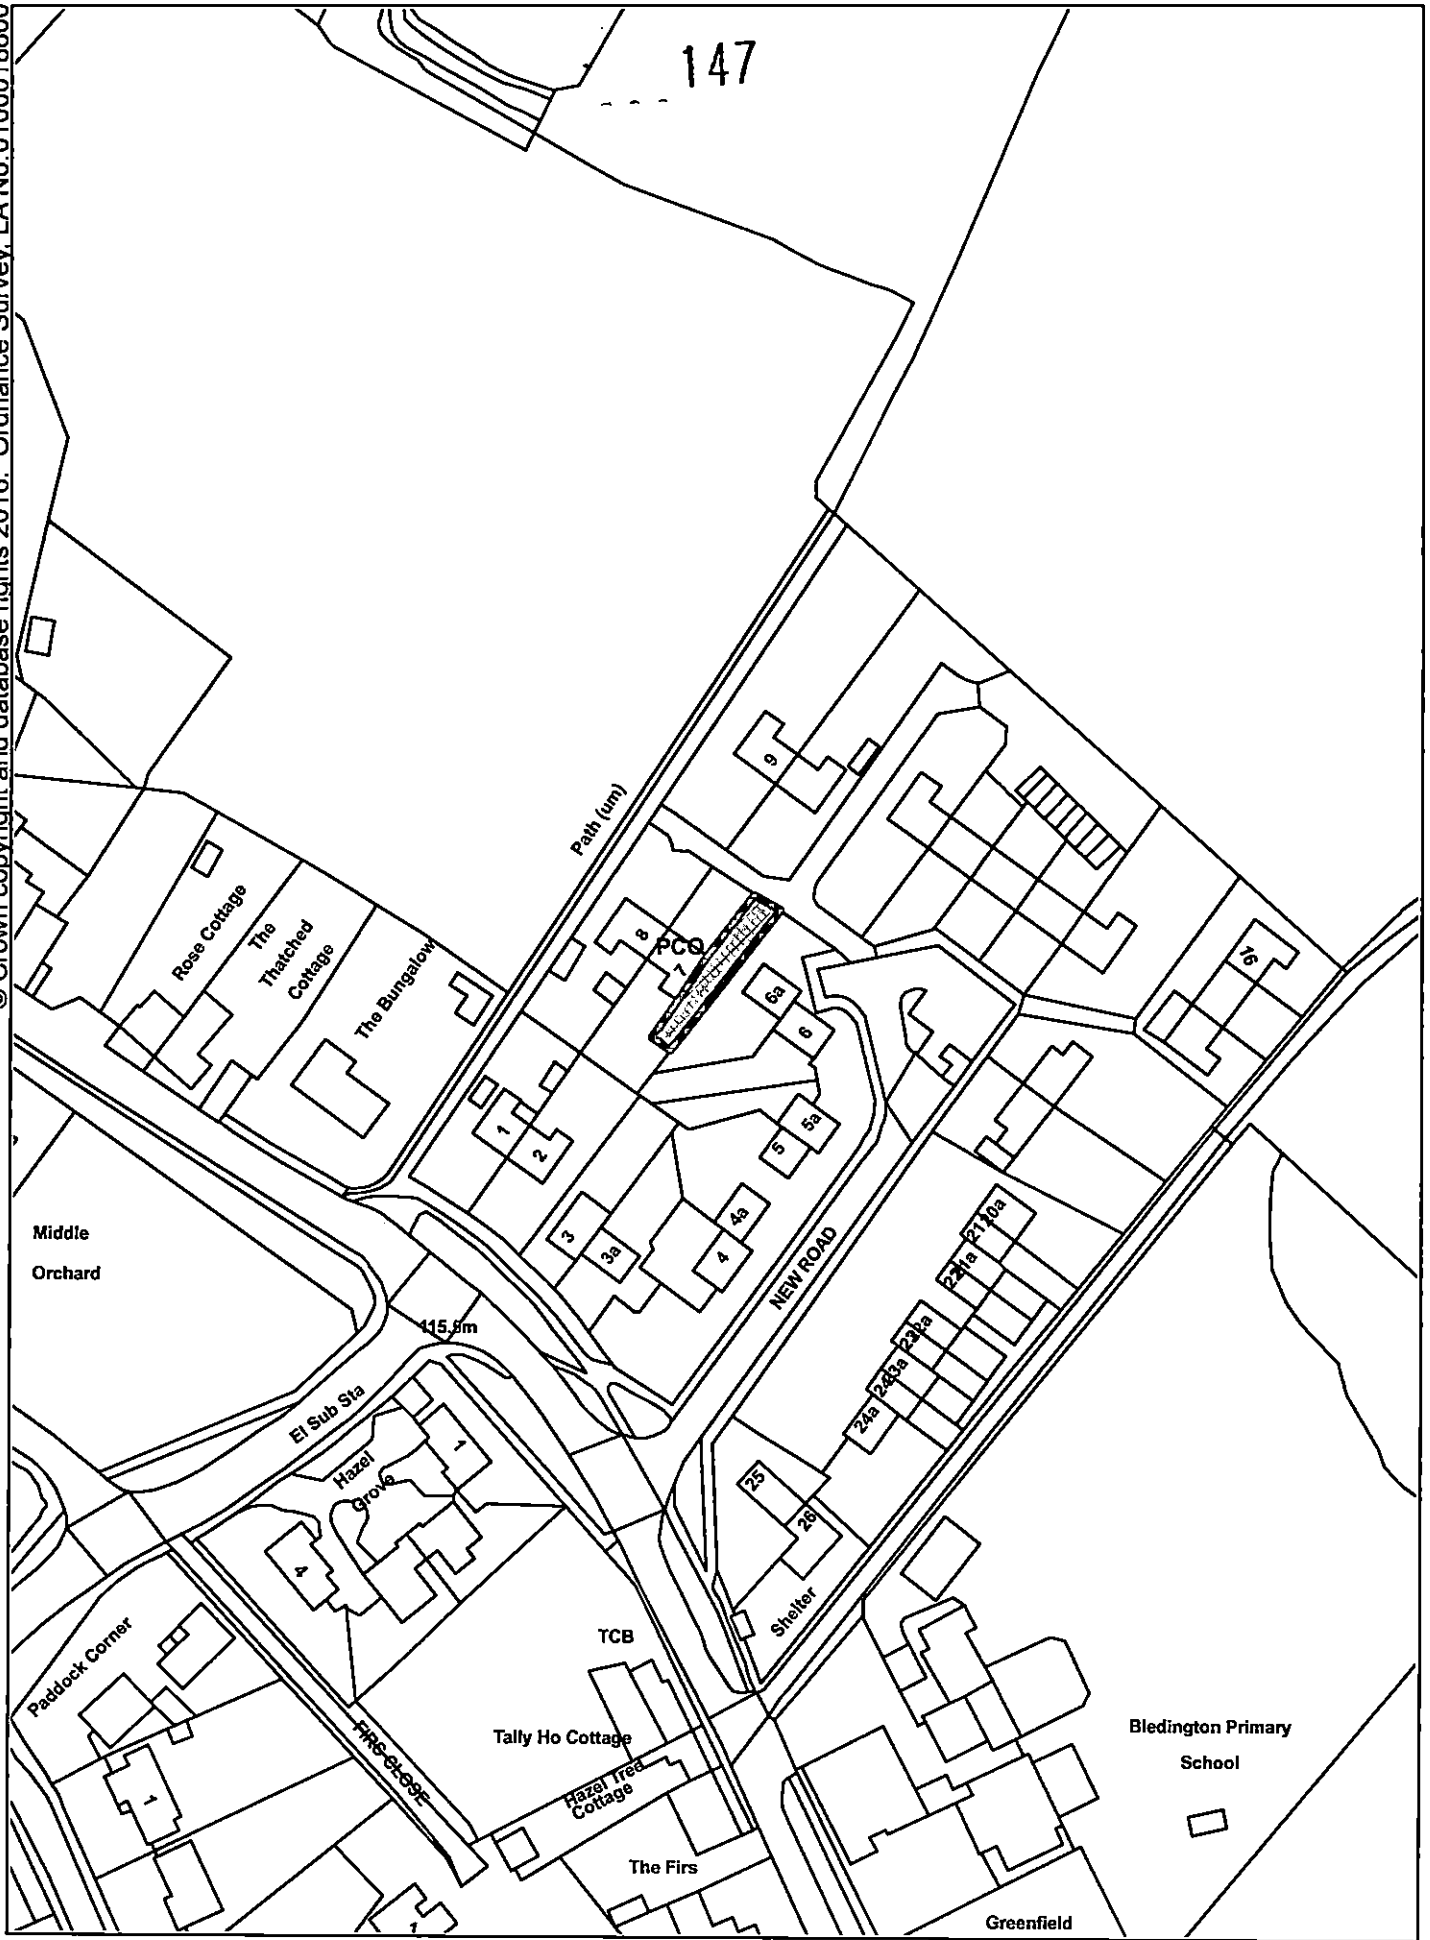 147
© Crown copyright and database rights 2016. Ordnance Survey, LA No.0100018800
Path (um)
9
8
PCO
7
6a
6
16
Rose Cottage
The
Thatched
Cottage
The Bungalow
1
2
5a
5
3
3a
4a
4
NEW ROAD
Middle
Orchard
115.8m
El Sub Sta
Hazel
Grove
1
4
25
26
24a
Shelter
TCB
Paddock Corner
FIRS CLOSE
Tally Ho Cottage
Hazel Tree
Cottage
The Firs
1
1
Bledington Primary
School
Greenfield